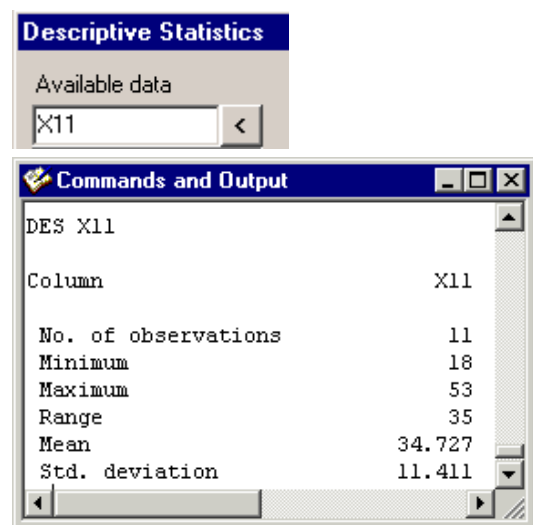 Descriptive Statistics
Available data
X11 <
Commands and Output
DES X11
Column X11
No. of observations 11
Minimum 18
Maximum 53
Range 35
Mean 34.727
Std. deviation 11.411